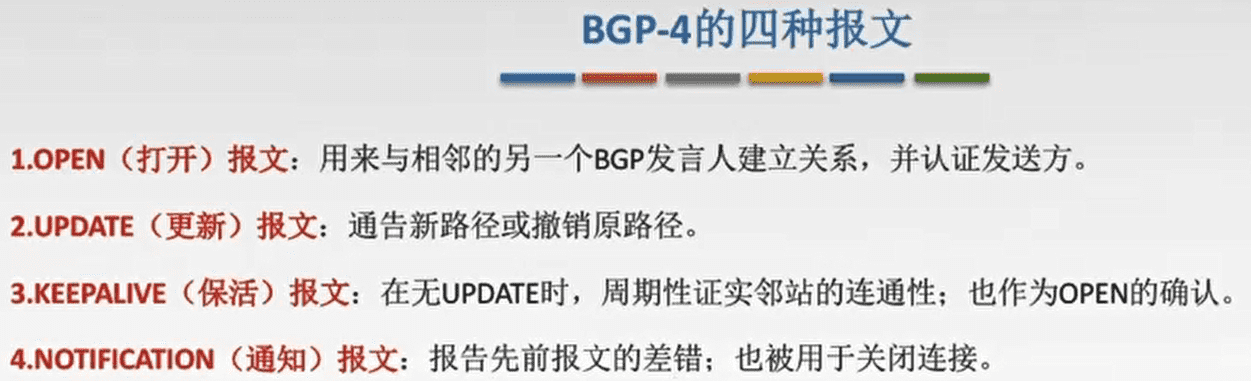 BGP-4的四种报文
1.OPEN（打开）报文：用来与相邻的另一个BGP发言人建立关系，并认证发送方。
2.UPDATE（更新）报文：通告新路径或撤销原路径。
3.KEEPALIVE（保活）报文：在无UPDATE时，周期性证实邻站的连通性；也作为OPEN的确认。
4.NOTIFICATION（通知）报文：报告先前报文的差错；也被用于关闭连接。